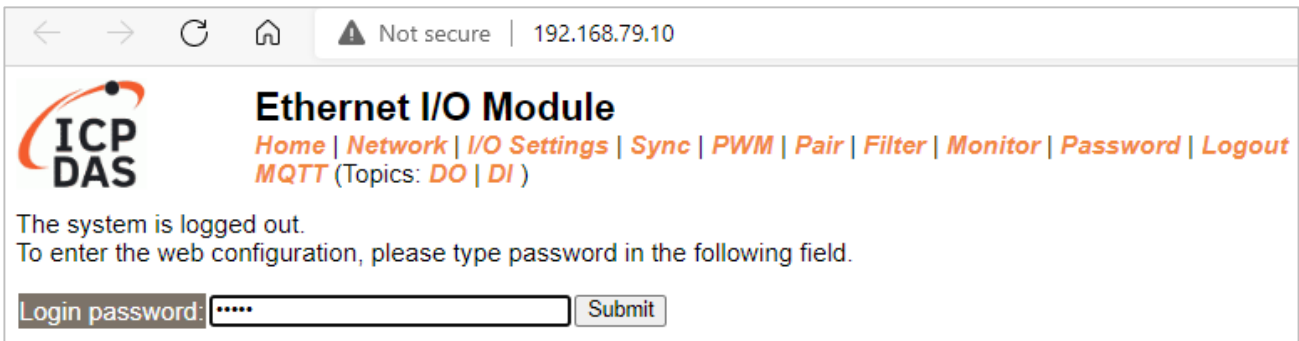 Not secure | 192.168.79.10
ICP DAS
Ethernet I/O Module
Home | Network | I/O Settings | Sync | PWM | Pair | Filter | Monitor | Password | Logout
MQTT (Topics: DO | DI )
The system is logged out.
To enter the web configuration, please type password in the following field.
Login password: ••••• Submit